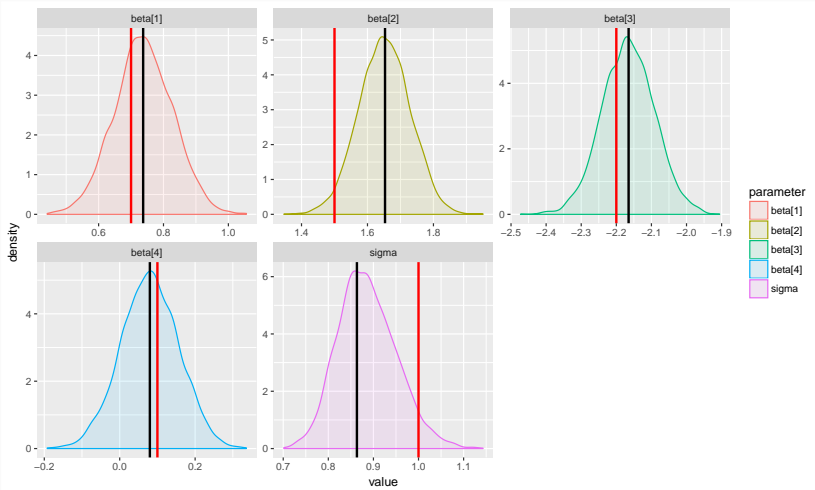 beta[1]
beta[2]
beta[3]
4
3
2
1
0
5
4
3
2
1
0
4
2
0
0.6 0.8 1.0
1.4 1.6 1.8
−2.5 −2.4 −2.3 −2.2 −2.1 −2.0 −1.9
density
beta[4]
sigma
4
2
0
6
4
2
0
−0.2 0.0 0.2
0.7 0.8 0.9 1.0 1.1
value
parameter
beta[1]
beta[2]
beta[3]
beta[4]
sigma